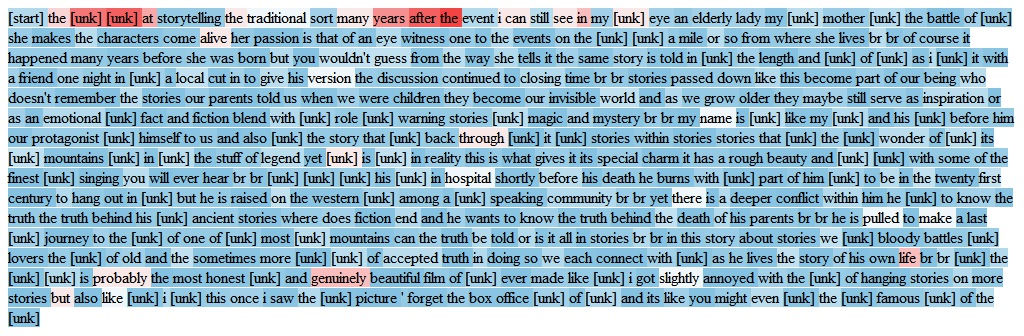 [start] the [unk] [unk] at storytelling the traditional sort many years after the event i can still see in my [unk] eye an elderly lady my [unk] mother [unk] the battle of [unk]
she makes the characters come alive her passion is that of an eye witness one to the events on the [unk] [unk] a mile or so from where she lives br br of course it
happened many years before she was born but you wouldn't guess from the way she tells it the same story is told in [unk] the length and [unk] of [unk] as i [unk] it with
a friend one night in [unk] a local cut in to give his version the discussion continued to closing time br br stories passed down like this become part of our being who
doesn't remember the stories our parents told us when we were children they become our invisible world and as we grow older they maybe still serve as inspiration or
as an emotional [unk] fact and fiction blend with [unk] role [unk] warning stories [unk] magic and mystery br br my name is [unk] like my [unk] and his [unk] before him
our protagonist [unk] himself to us and also [unk] the story that [unk] back through [unk] it [unk] stories within stories stories that [unk] the [unk] wonder of [unk] its
[unk] mountains [unk] in [unk] the stuff of legend yet [unk] is [unk] in reality this is what gives it its special charm it has a rough beauty and [unk] [unk] with some of the
finest [unk] singing you will ever hear br br [unk] [unk] [unk] his [unk] in hospital shortly before his death he burns with [unk] part of him [unk] to be in the twenty first
century to hang out in [unk] but he is raised on the western [unk] among a [unk] speaking community br br yet there is a deeper conflict within him he [unk] to know the
truth the truth behind his [unk] ancient stories where does fiction end and he wants to know the truth behind the death of his parents br br he is pulled to make a last
[unk] journey to the [unk] of one of [unk] most [unk] mountains can the truth be told or is it all in stories br br in this story about stories we [unk] bloody battles [unk]
lovers the [unk] of old and the sometimes more [unk] [unk] of accepted truth in doing so we each connect with [unk] as he lives the story of his own life br br [unk] the
[unk] [unk] is probably the most honest [unk] and genuinely beautiful film of [unk] ever made like [unk] i got slightly annoyed with the [unk] of hanging stories on more
stories but also like [unk] i [unk] this once i saw the [unk] picture ' forget the box office [unk] of [unk] and its like you might even [unk] the [unk] famous [unk] of the
[unk]